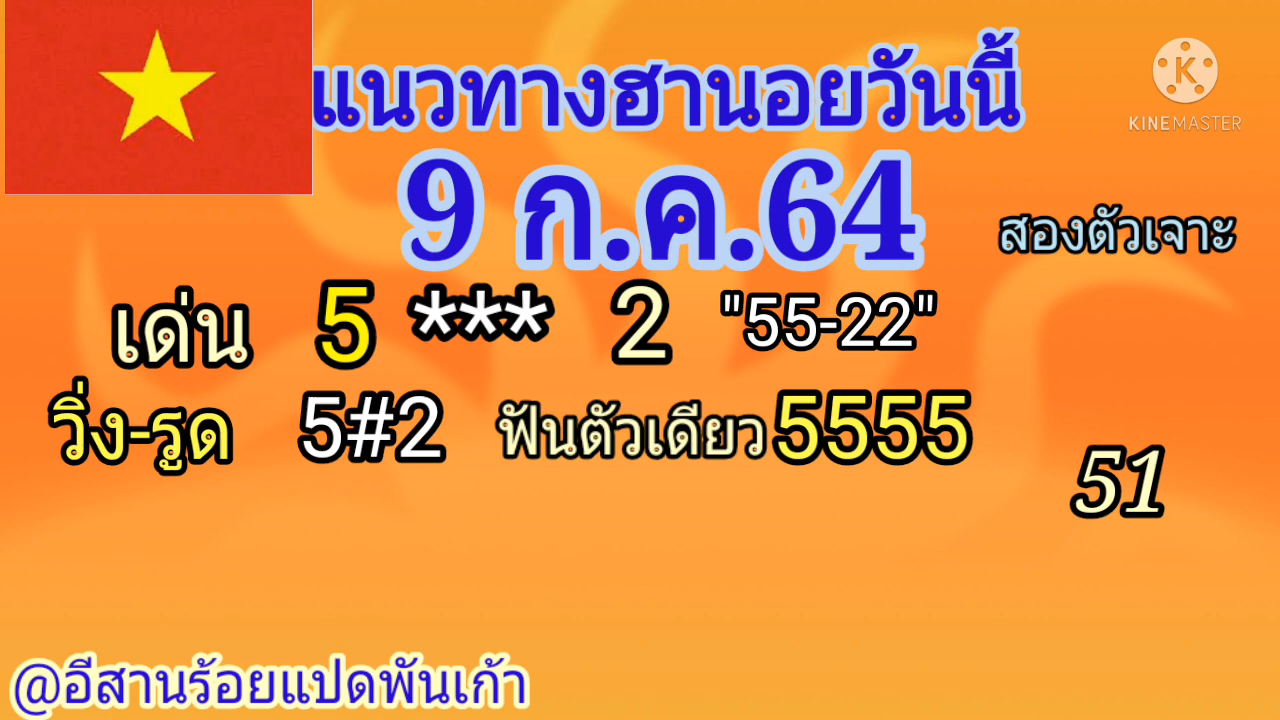 แนวทางฮานอยวันนี้
KINEMASTER
9 ก.ค.64
สองตัวเจาะ
เด่น 5 *** 2 "55-22"
วิ่ง-รูด 5#2 ฟันตัวเดียว5555
51
@อีสานร้อยแปดพันเก้า